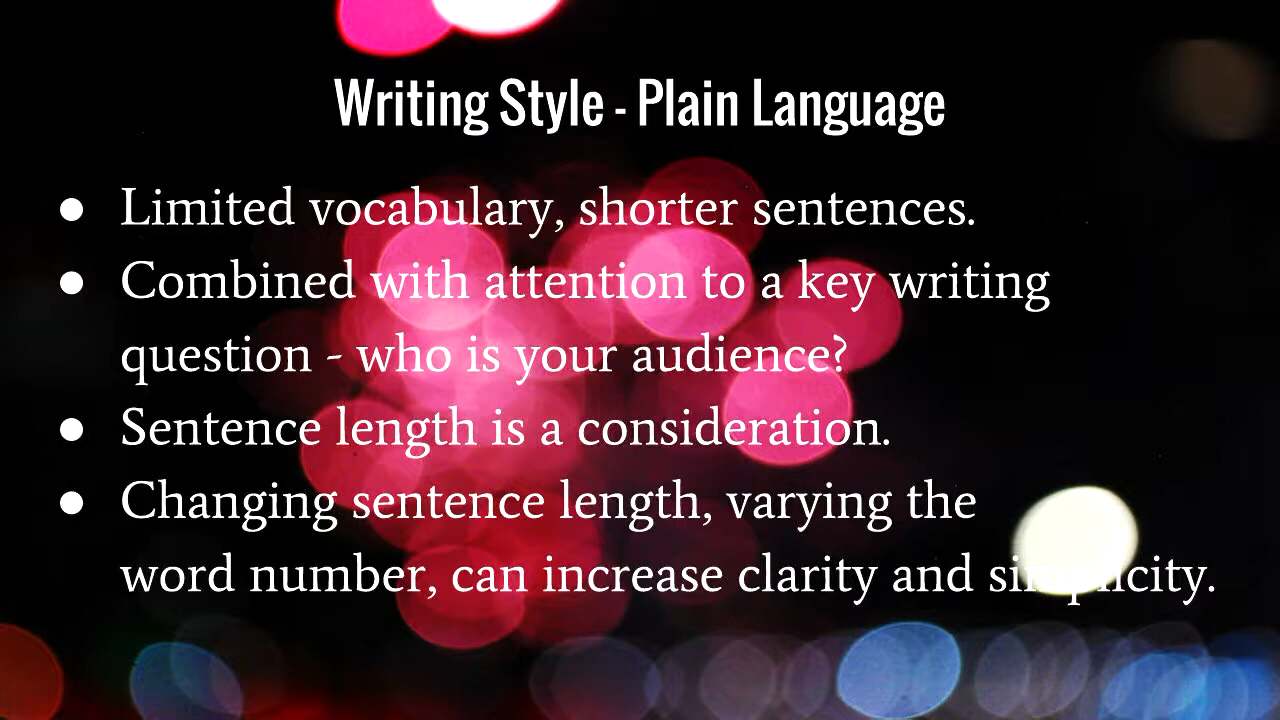 Writing Style - Plain Language
● Limited vocabulary, shorter sentences.
● Combined with attention to a key writing
question - who is your audience?
● Sentence length is a consideration.
● Changing sentence length, varying the
word number, can increase clarity and simplicity.